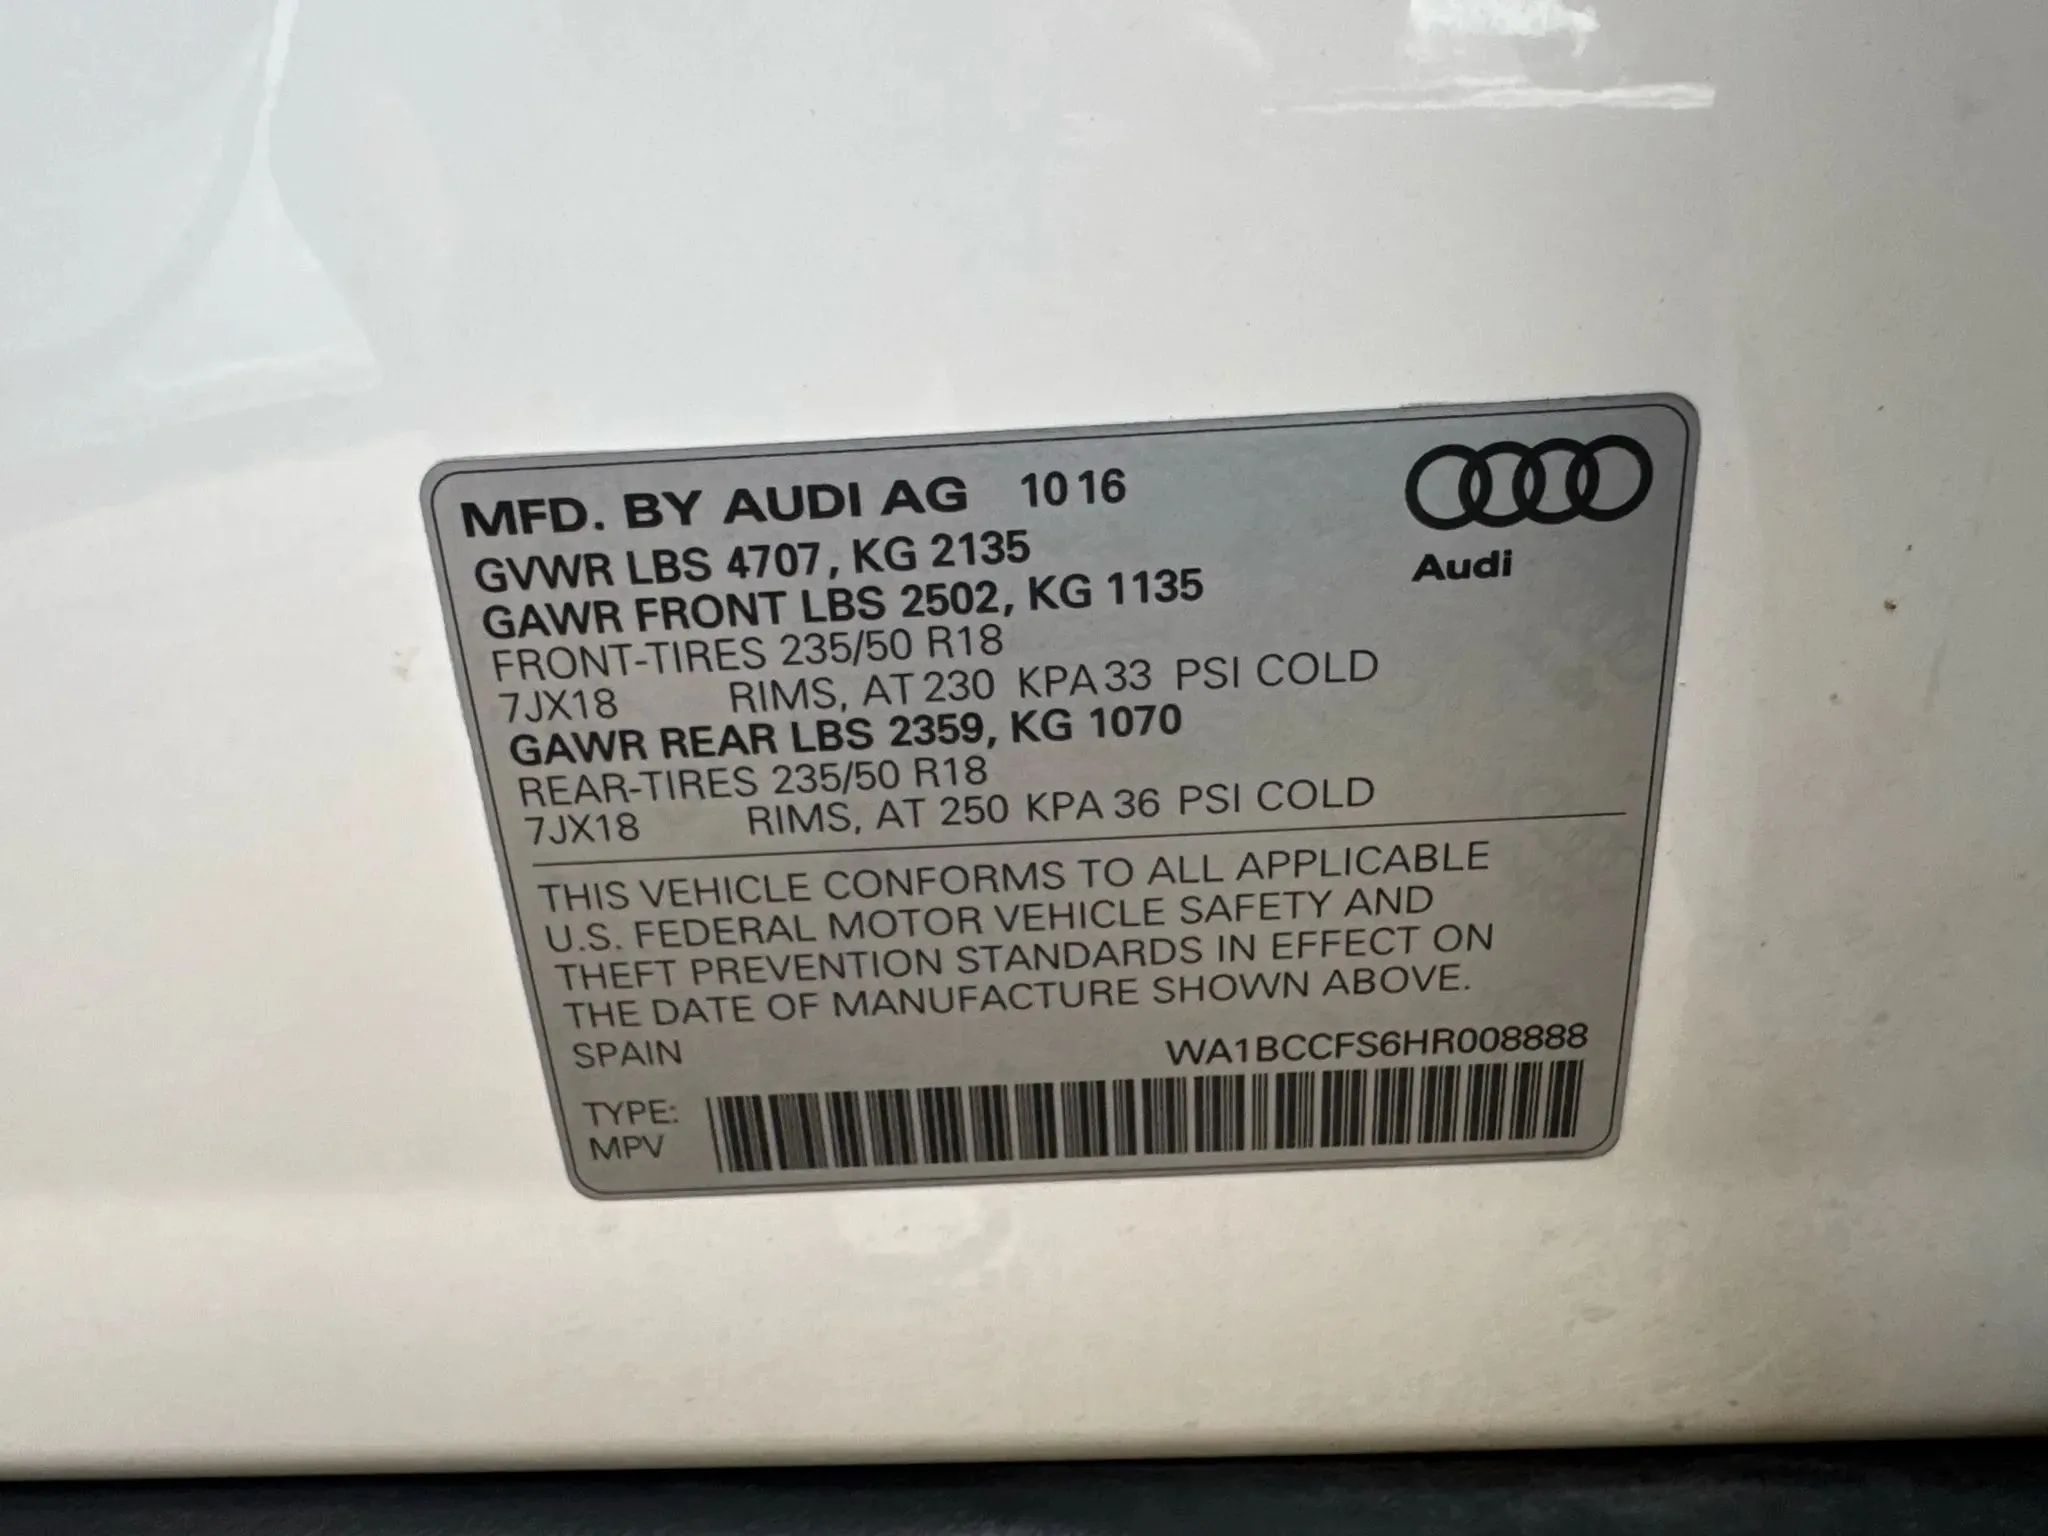 MFD. BY AUDI AG 10 16
Audi
GVWR LBS 4707, KG 2135
GAWR FRONT LBS 2502, KG 1135
FRONT-TIRES 235/50 R18
7JX18 RIMS, AT 230 KPA 33 PSI COLD
GAWR REAR LBS 2359, KG 1070
REAR-TIRES 235/50 R18
7JX18 RIMS, AT 250 KPA 36 PSI COLD
THIS VEHICLE CONFORMS TO ALL APPLICABLE
U.S. FEDERAL MOTOR VEHICLE SAFETY AND
THEFT PREVENTION STANDARDS IN EFFECT ON
THE DATE OF MANUFACTURE SHOWN ABOVE.
SPAIN WA1BCCFS6HR008888
TYPE:
MPV